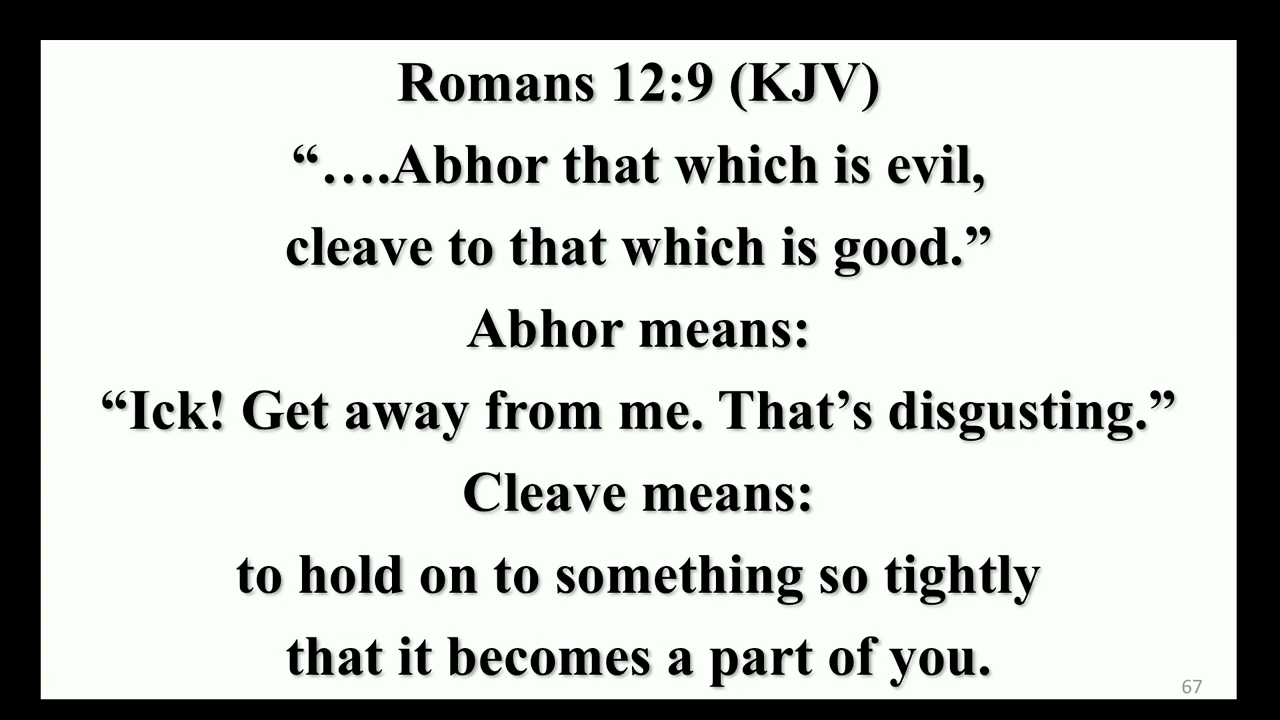 Romans 12:9 (KJV)
“….Abhor that which is evil,
cleave to that which is good.”
Abhor means:
“Ick! Get away from me. That’s disgusting.”
Cleave means:
to hold on to something so tightly
that it becomes a part of you.
67